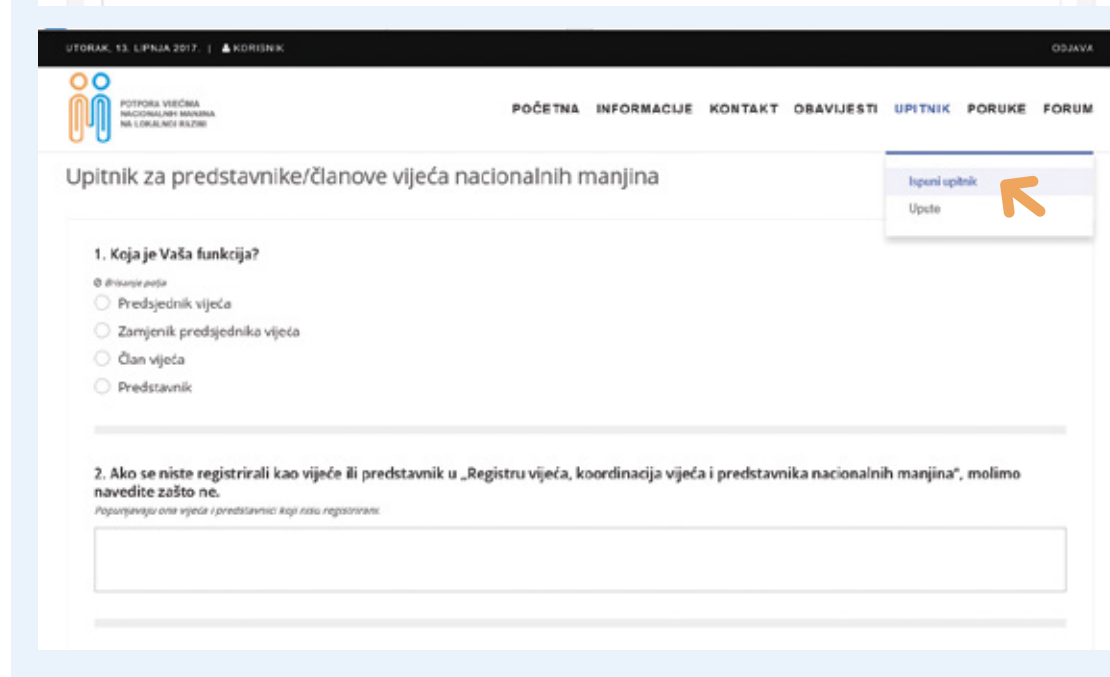 UTORAK, 13. LIPNJA 2017. | KORISNIK
ODJAVA
POTPORA VIJEĆIMA
NACIONALNIH MANJINA
NA LOKALNOJ RAZINI
POČETNA INFORMACIJE KONTAKT OBAVIJESTI UPITNIK PORUKE FORUM
Upitnik za predstavnike/članove vijeća nacionalnih manjina
Ispuni upitnik
Upute
1. Koja je Vaša funkcija?
Brisanje polja
Predsjednik vijeća
Zamjenik predsjednika vijeća
Član vijeća
Predstavnik
2. Ako se niste registrirali kao vijeće ili predstavnik u „Registru vijeća, koordinacija vijeća i predstavnika nacionalnih manjina“, molimo
navedite zašto ne.
Popunjavaju ona vijeća i predstavnici koji nisu registrirani.